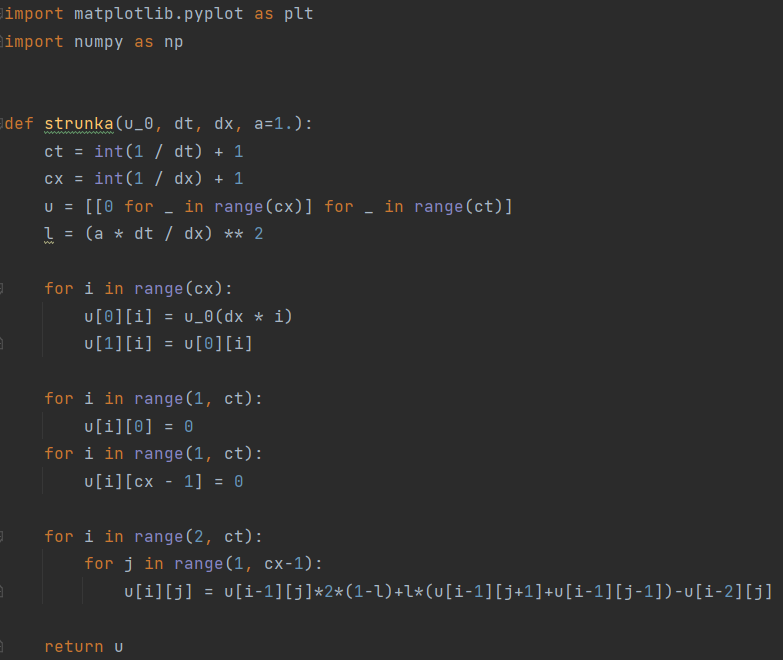 import matplotlib.pyplot as plt
import numpy as np
def strunka(u_0, dt, dx, a=1.):
    ct = int(1 / dt) + 1
    cx = int(1 / dx) + 1
    u = [[0 for _ in range(cx)] for _ in range(ct)]
    l = (a * dt / dx) ** 2
    for i in range(cx):
        u[0][i] = u_0(dx * i)
        u[1][i] = u[0][i]
    for i in range(1, ct):
        u[i][0] = 0
    for i in range(1, ct):
        u[i][cx - 1] = 0
    for i in range(2, ct):
        for j in range(1, cx-1):
            u[i][j] = u[i-1][j]*2*(1-l)+l*(u[i-1][j+1]+u[i-1][j-1])-u[i-2][j]
    return u